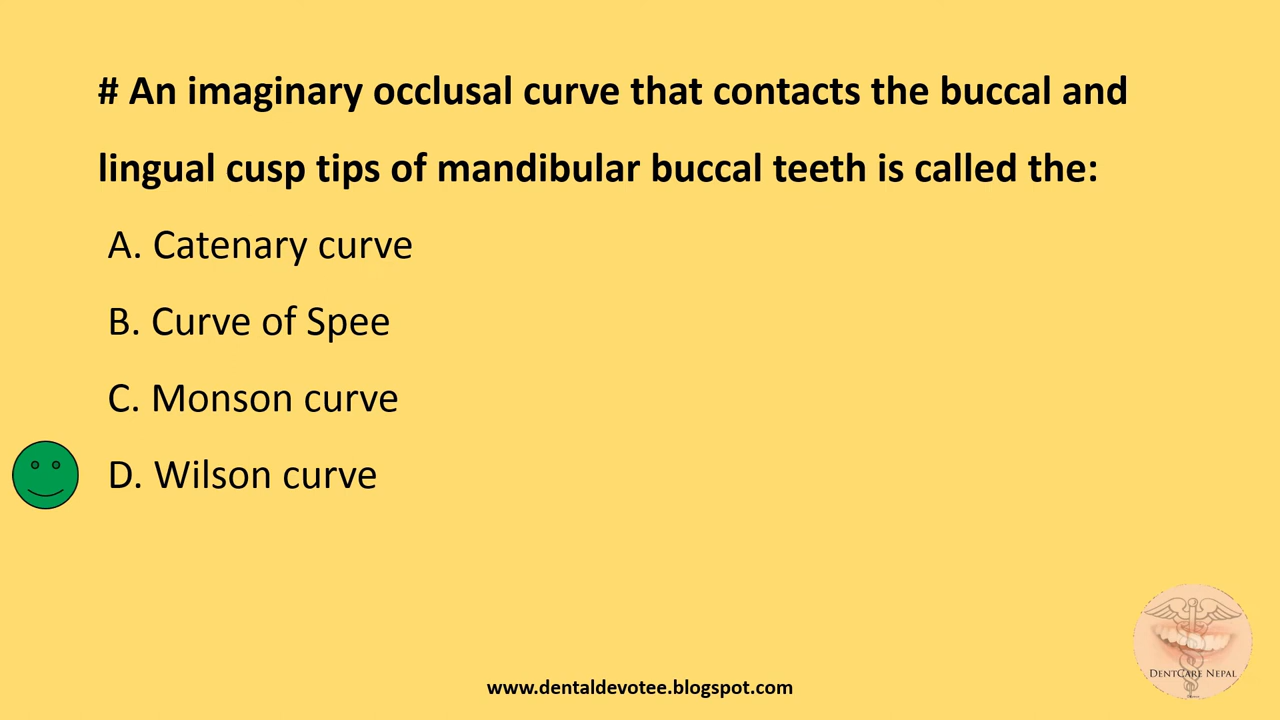 # An imaginary occlusal curve that contacts the buccal and
lingual cusp tips of mandibular buccal teeth is called the:
A. Catenary curve
B. Curve of Spee
C. Monson curve
D. Wilson curve
DentCare Nepal
www.dentaldevotee.blogspot.com